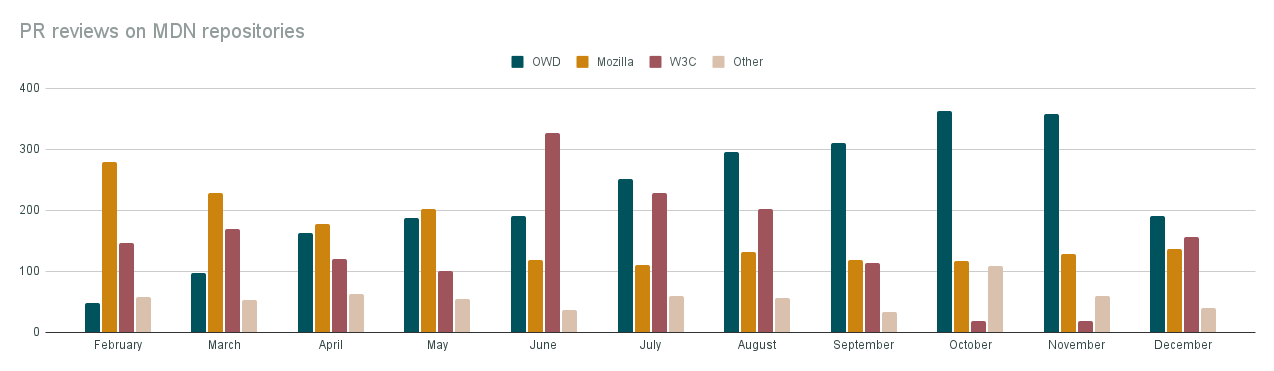 PR reviews on MDN repositories
OWD Mozilla W3C Other
400
300
200
100
0
February March April May June July August September October November December